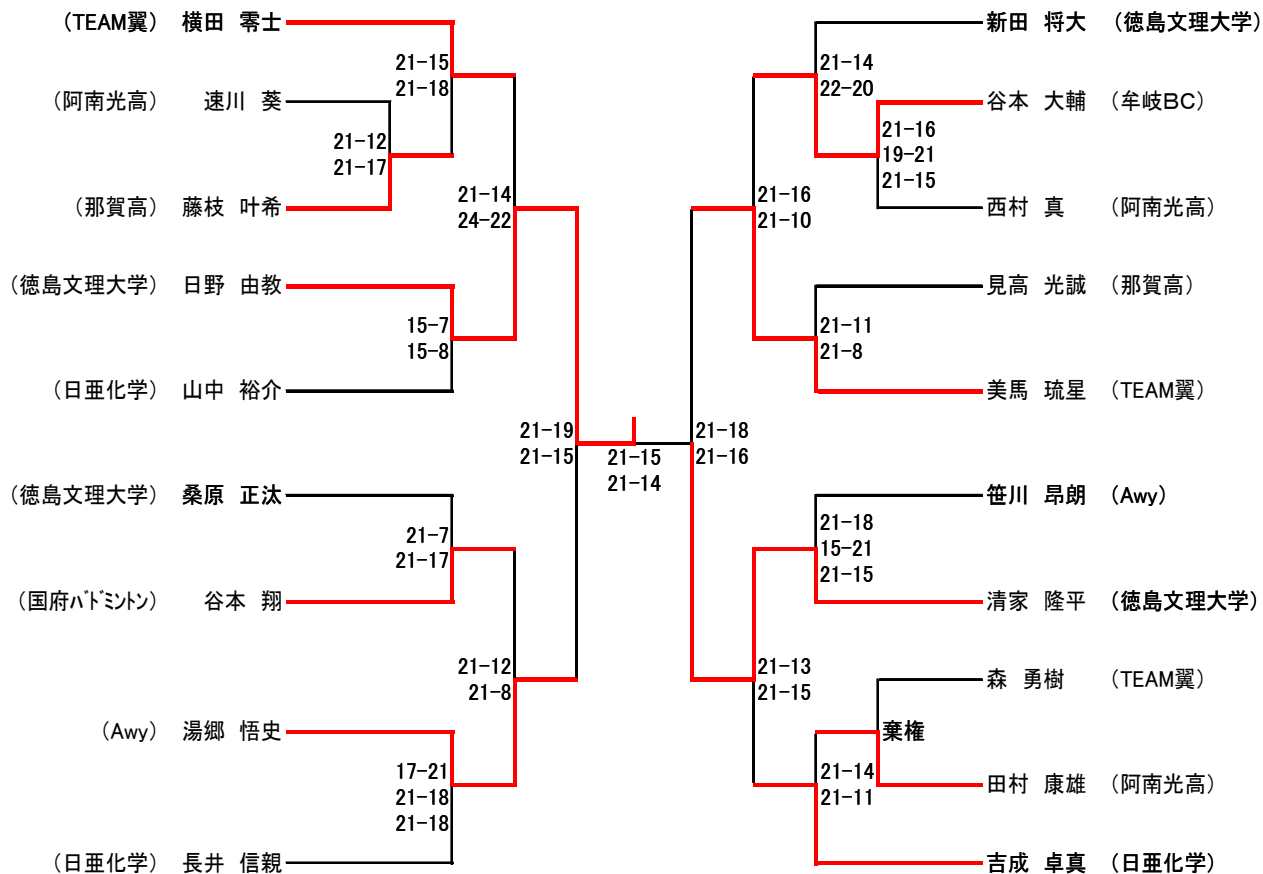 (TEAM翼) 横田 零士
21-15
21-18
(阿南光高) 速川 葵
21-12
21-17
(那賀高) 藤枝 叶希
21-14
24-22
(徳島文理大学) 日野 由教
15-7
15-8
(日亜化学) 山中 裕介
21-19
21-15
(徳島文理大学) 桑原 正汰
21-7
21-17
(国府ﾊﾞﾄﾞﾐﾝﾄﾝ) 谷本 翔
21-12
21-8
(Awy) 湯郷 悟史
17-21
21-18
21-18
(日亜化学) 長井 信親
21-15
21-14
新田 将大 (徳島文理大学)
21-14
22-20
谷本 大輔 (牟岐BC)
21-16
19-21
21-15
西村 真 (阿南光高)
21-16
21-10
見高 光誠 (那賀高)
21-11
21-8
美馬 琉星 (TEAM翼)
21-18
21-16
笹川 昂朗 (Awy)
21-18
15-21
21-15
清家 隆平 (徳島文理大学)
21-13
21-15
森 勇樹 (TEAM翼)
棄権
田村 康雄 (阿南光高)
21-14
21-11
吉成 卓真 (日亜化学)